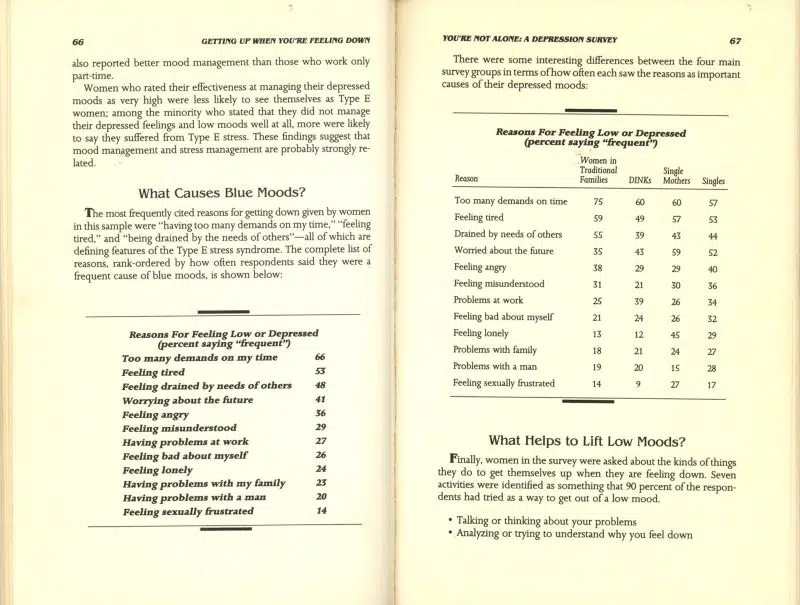 66
GETTING UP WHEN YOU'RE FEELING DOWN
also reported better mood management than those who work only
part-time.
Women who rated their effectiveness at managing their depressed
moods as very high were less likely to see themselves as Type E
women; among the minority who stated that they did not manage
their depressed feelings and low moods well at all, more were likely
to say they suffered from Type E stress. These findings suggest that
mood management and stress management are probably strongly re-
lated.
What Causes Blue Moods?
The most frequently cited reasons for getting down given by women
in this sample were "having too many demands on my time," "feeling
tired," and "being drained by the needs of others"—all of which are
defining features of the Type E stress syndrome. The complete list of
reasons, rank-ordered by how often respondents said they were a
frequent cause of blue moods, is shown below:
Reasons For Feeling Low or Depressed
(percent saying "frequent")
Too many demands on my time 66
Feeling tired 53
Feeling drained by needs of others 48
Worrying about the future 41
Feeling angry 36
Feeling misunderstood 29
Having problems at work 27
Feeling bad about myself 26
Feeling lonely 24
Having problems with my family 23
Having problems with a man 20
Feeling sexually frustrated 14
YOU'RE NOT ALONE: A DEPRESSION SURVEY
67
There were some interesting differences between the four main
survey groups in terms of how often each saw the reasons as important
causes of their depressed moods:
Reasons For Feeling Low or Depressed
(percent saying "frequent")
Women in
Traditional Single
Reason Families DINKs Mothers Singles
Too many demands on time 75 60 60 57
Feeling tired 59 49 57 53
Drained by needs of others 55 39 43 44
Worried about the future 35 43 59 52
Feeling angry 38 29 29 40
Feeling misunderstood 31 21 30 36
Problems at work 25 39 26 34
Feeling bad about myself 21 24 26 32
Feeling lonely 13 12 45 29
Problems with family 18 21 24 27
Problems with a man 19 20 15 28
Feeling sexually frustrated 14 9 27 17
What Helps to Lift Low Moods?
Finally, women in the survey were asked about the kinds of things
they do to get themselves up when they are feeling down. Seven
activities were identified as something that 90 percent of the respon-
dents had tried as a way to get out of a low mood.
• Talking or thinking about your problems
• Analyzing or trying to understand why you feel down